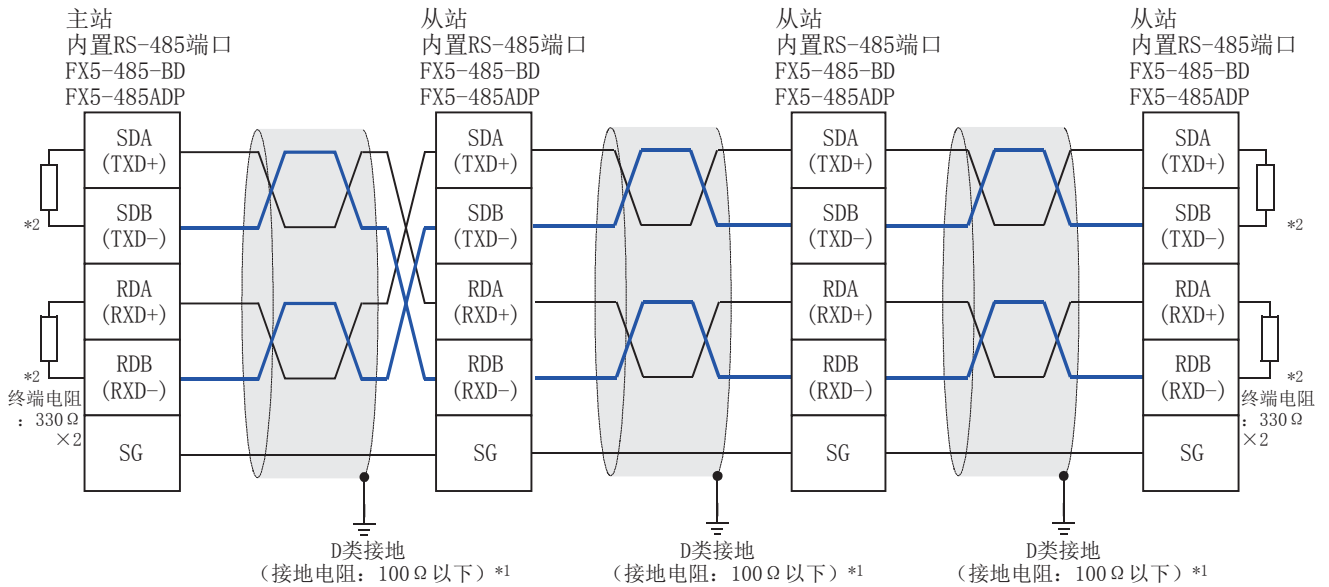 主站
内置RS-485端口
FX5-485-BD
FX5-485ADP
从站
内置RS-485端口
FX5-485-BD
FX5-485ADP
从站
内置RS-485端口
FX5-485-BD
FX5-485ADP
从站
内置RS-485端口
FX5-485-BD
FX5-485ADP
SDA
(TXD+)
SDB
(TXD-)
RDA
(RXD+)
RDB
(RXD-)
SG
*2
*2
终端电阻
：330Ω
×2
SDA
(TXD+)
SDB
(TXD-)
RDA
(RXD+)
RDB
(RXD-)
SG
SDA
(TXD+)
SDB
(TXD-)
RDA
(RXD+)
RDB
(RXD-)
SG
SDA
(TXD+)
SDB
(TXD-)
RDA
(RXD+)
RDB
(RXD-)
SG
*2
*2
终端电阻
：330Ω
×2
D类接地
（接地电阻：100Ω以下）*1
D类接地
（接地电阻：100Ω以下）*1
D类接地
（接地电阻：100Ω以下）*1